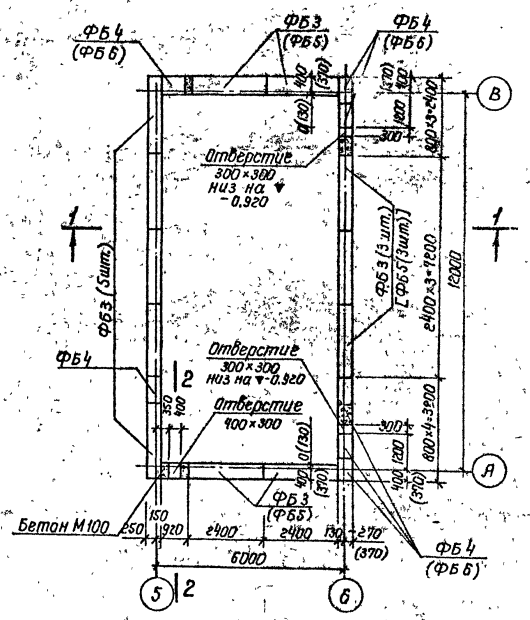 ФБ4
(ФБ6)
ФБ3
(ФБ5)
ФБ4
(ФБ6)
400
(370)
0(130)
(370)
400
1200
300
800×3=2400
В
Отверстие
300×300
низ на
-0,920
1
1
ФБ3 (5шт.)
ФБ3 (3шт.)
[ФБ5(3шт)]
2400×3=7200
12000
ФБ4
2
Отверстие
300×300
низ на -0,920
350
400
Отверстие
400×300
300
800×4=3200
0(130)
400
(370)
1200
400
(370)
А
ФБ3
(ФБ5)
Бетон М100
250
150
920
2400
2400
130
270
(370)
6000
ФБ4
(ФБ6)
5
2
6